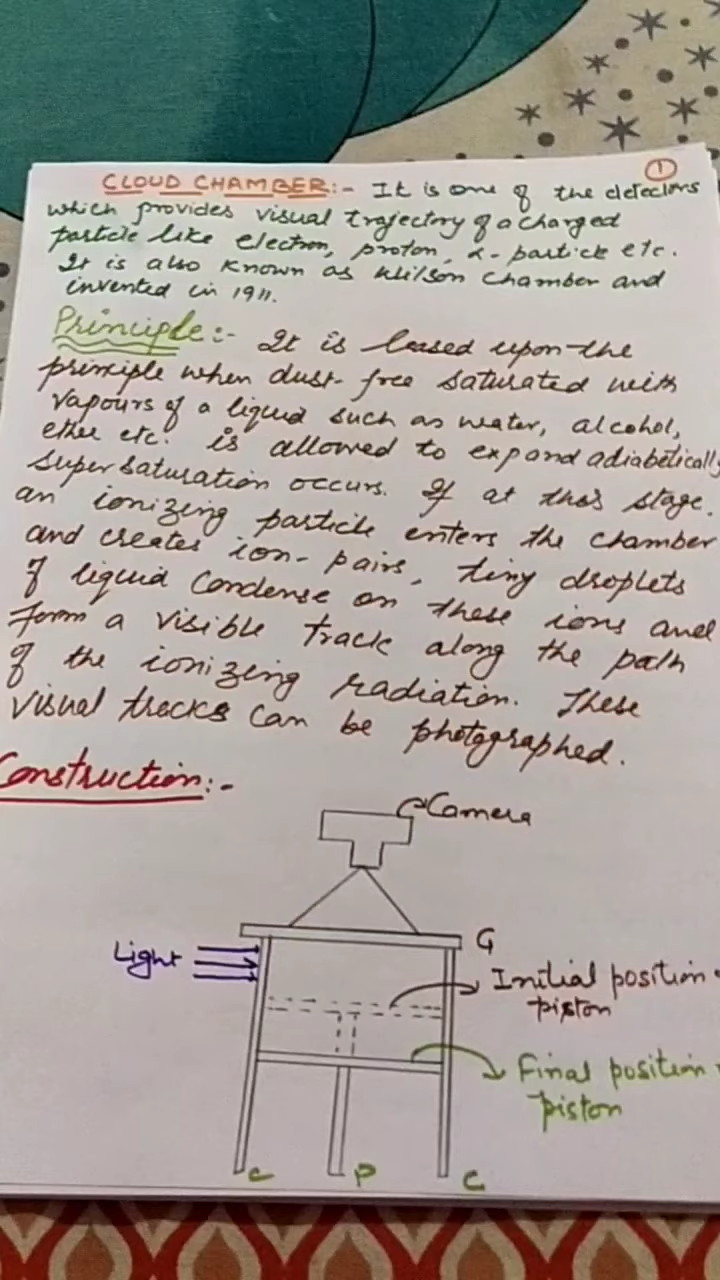 1
CLOUD CHAMBER:- It is one of the detectors
which provides visual trajectory of a charged
particle like electron, proton, α-particle etc.
It is also known as Wilson Chamber and
invented in 1911.
Principle:- It is based upon the
principle when dust-free saturated with
vapours of a liquid such as water, alcohol,
ether etc. is allowed to expand adiabetically,
supersaturation occurs. If at this stage.
an ionizing particle enters the chamber
and creates ion-pairs, tiny droplets
of liquid condense on these ions and
form a visible track along the path
of the ionizing radiation. These
visual tracks can be photographed.
Construction:-
Camera
G
Light
Initial position
piston
Final position
piston
C P C